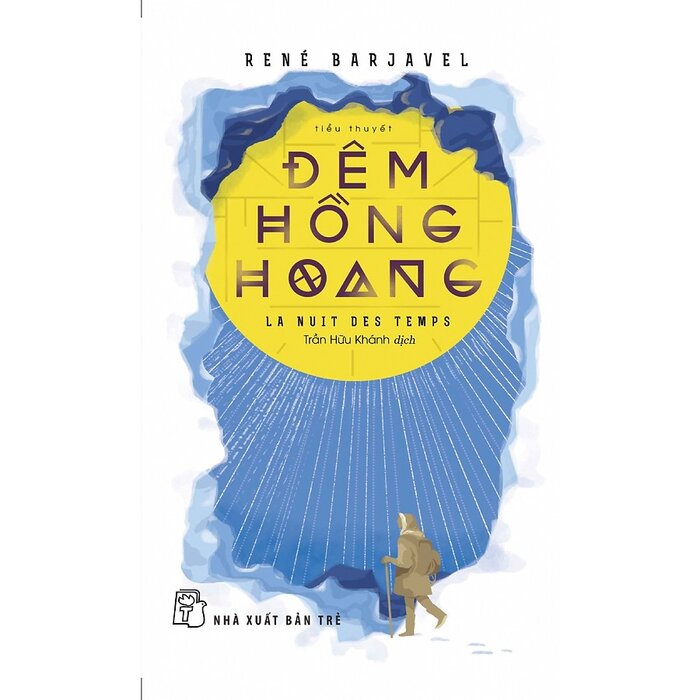 RENÉ BARJAVEL
tiểu thuyết
ĐÊM
HỒNG
HOANG
LA NUIT DES TEMPS
Trần Hữu Khánh dịch
T
NHÀ XUẤT BẢN TRẺ